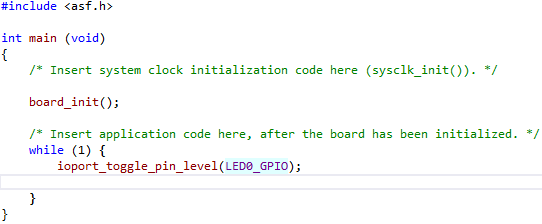 #include <asf.h>
int main (void)
{
/* Insert system clock initialization code here (sysclk_init()). */
board_init();
/* Insert application code here, after the board has been initialized. */
while (1) {
ioport_toggle_pin_level(LED0_GPIO);
}
}